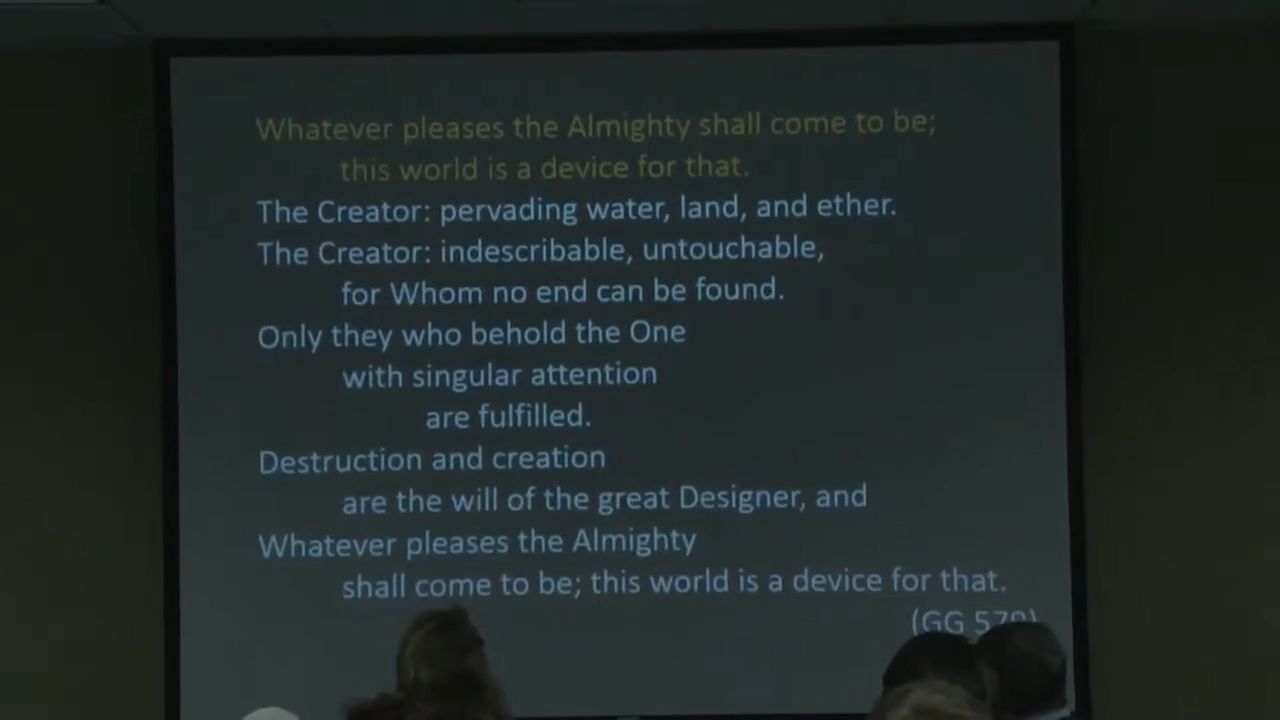 Whatever pleases the Almighty shall come to be;
this world is a device for that.
The Creator: pervading water, land, and ether.
The Creator: indescribable, untouchable,
for Whom no end can be found.
Only they who behold the One
with singular attention
are fulfilled.
Destruction and creation
are the will of the great Designer, and
Whatever pleases the Almighty
shall come to be; this world is a device for that.
(GG